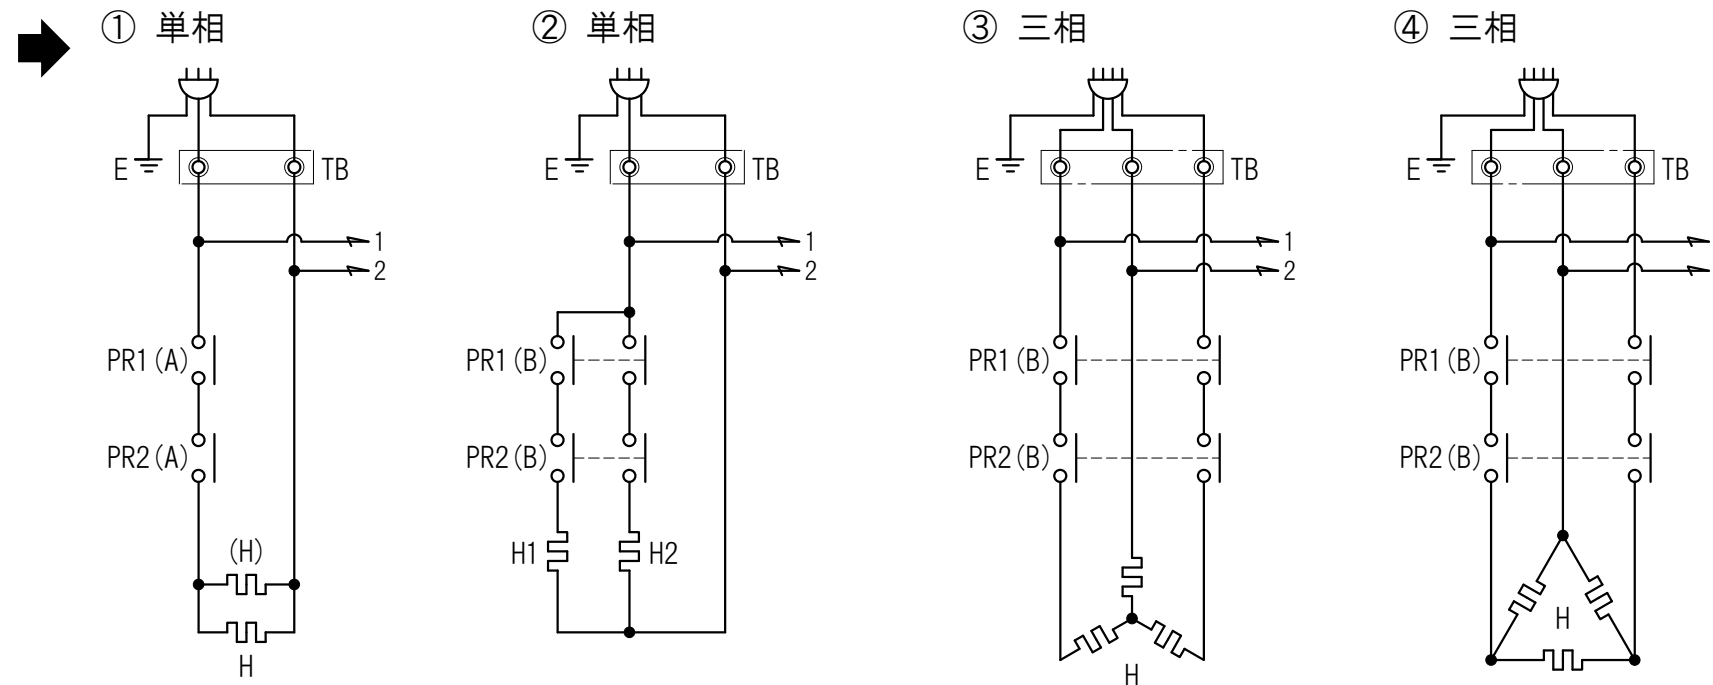 ① 単相
E
TB
1
2
PR1(A)
PR2(A)
(H)
H
② 単相
E
TB
1
2
PR1(B)
PR2(B)
H1
H2
③ 三相
E
TB
1
2
PR1(B)
PR2(B)
H
④ 三相
E
TB
PR1(B)
PR2(B)
H